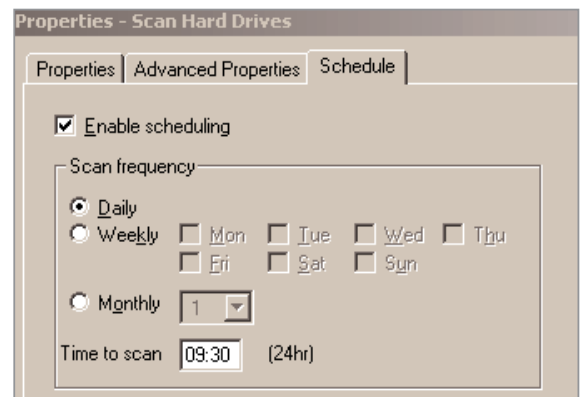 Properties - Scan Hard Drives
Properties Advanced Properties Schedule
Enable scheduling
Scan frequency
Daily
Weekly Mon Tue Wed Thu
Fri Sat Sun
Monthly 1
Time to scan 09:30 (24hr)